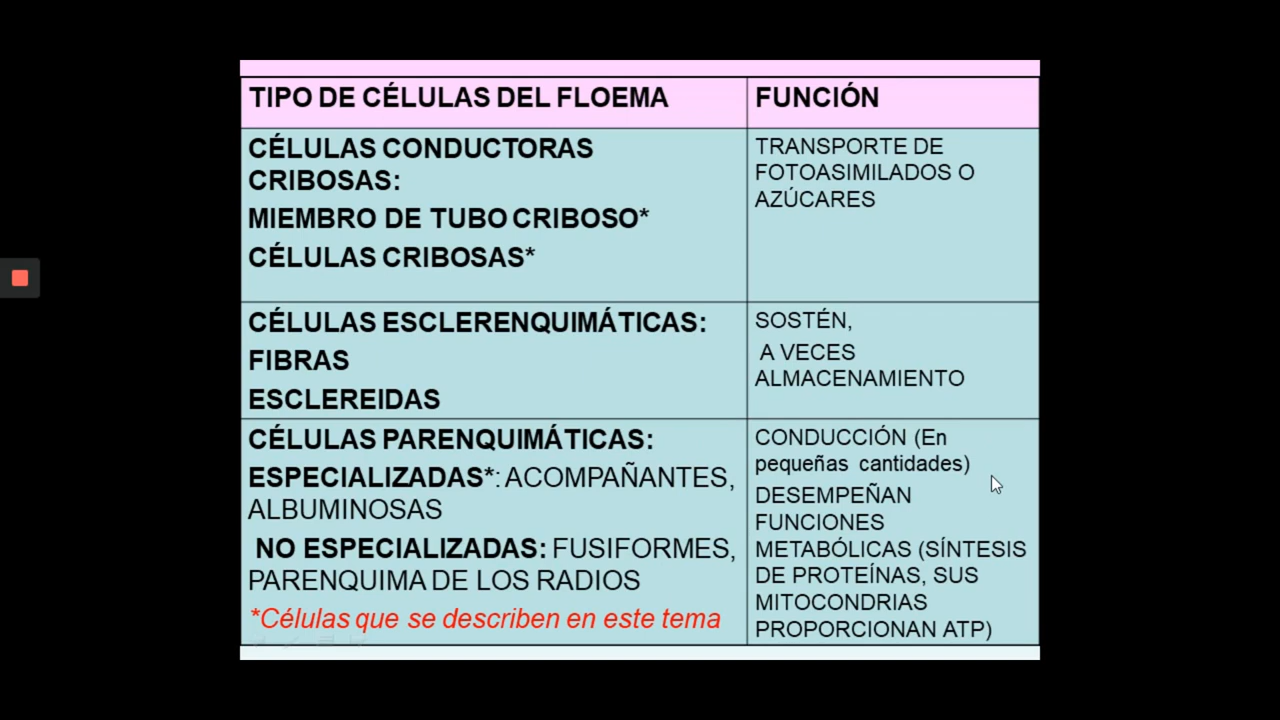 TIPO DE CÉLULAS DEL FLOEMA
FUNCIÓN
CÉLULAS CONDUCTORAS
CRIBOSAS:
MIEMBRO DE TUBO CRIBOSO*
CÉLULAS CRIBOSAS*
TRANSPORTE DE
FOTOASIMILADOS O
AZÚCARES
CÉLULAS ESCLERENQUIMÁTICAS:
FIBRAS
ESCLEREIDAS
SOSTÉN,
A VECES
ALMACENAMIENTO
CÉLULAS PARENQUIMÁTICAS:
ESPECIALIZADAS*: ACOMPAÑANTES,
ALBUMINOSAS
NO ESPECIALIZADAS: FUSIFORMES,
PARENQUIMA DE LOS RADIOS
*Células que se describen en este tema
CONDUCCIÓN (En
pequeñas cantidades)
DESEMPEÑAN
FUNCIONES
METABÓLICAS (SÍNTESIS
DE PROTEÍNAS, SUS
MITOCONDRIAS
PROPORCIONAN ATP)